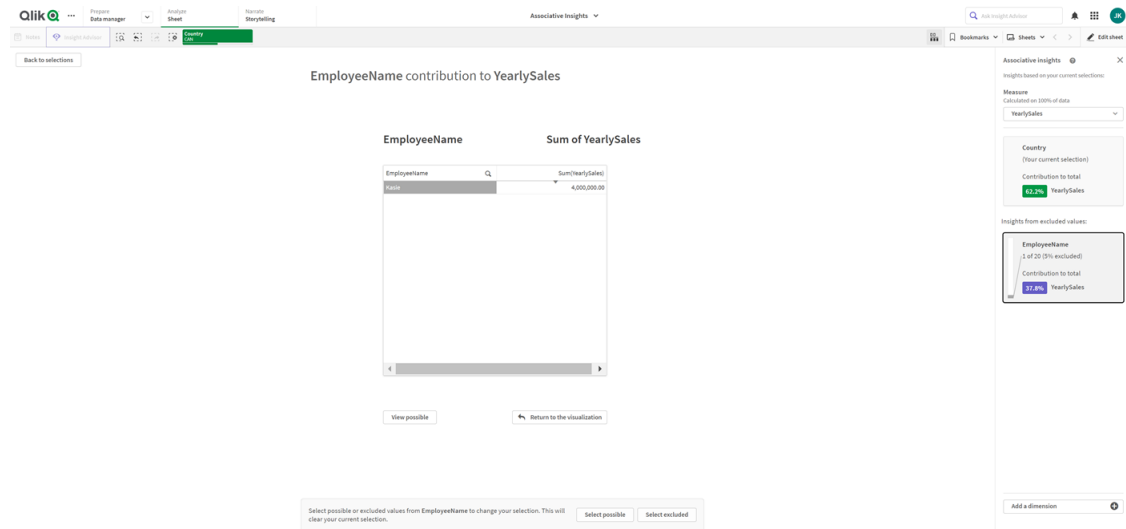 Qlik
Prepare
Data manager
Analyze
Sheet
Narrate
Storytelling
Associative Insights
Ask Insight Advisor
JK
Notes
Insight Advisor
Country
CAN
Bookmarks
Sheets
Edit sheet
Back to selections
EmployeeName contribution to YearlySales
EmployeeName
Sum of YearlySales
EmployeeName
Sum(YearlySales)
Kasie
4,000,000.00
View possible
Return to the visualization
Select possible or excluded values from EmployeeName to change your selection. This will
clear your current selection.
Select possible
Select excluded
Associative insights
Insights based on your current selections:
Measure
Calculated on 100% of data
YearlySales
Country
(Your current selection)
Contribution to total
62.2% YearlySales
Insights from excluded values:
EmployeeName
1 of 20 (5% excluded)
Contribution to total
37.8% YearlySales
Add a dimension